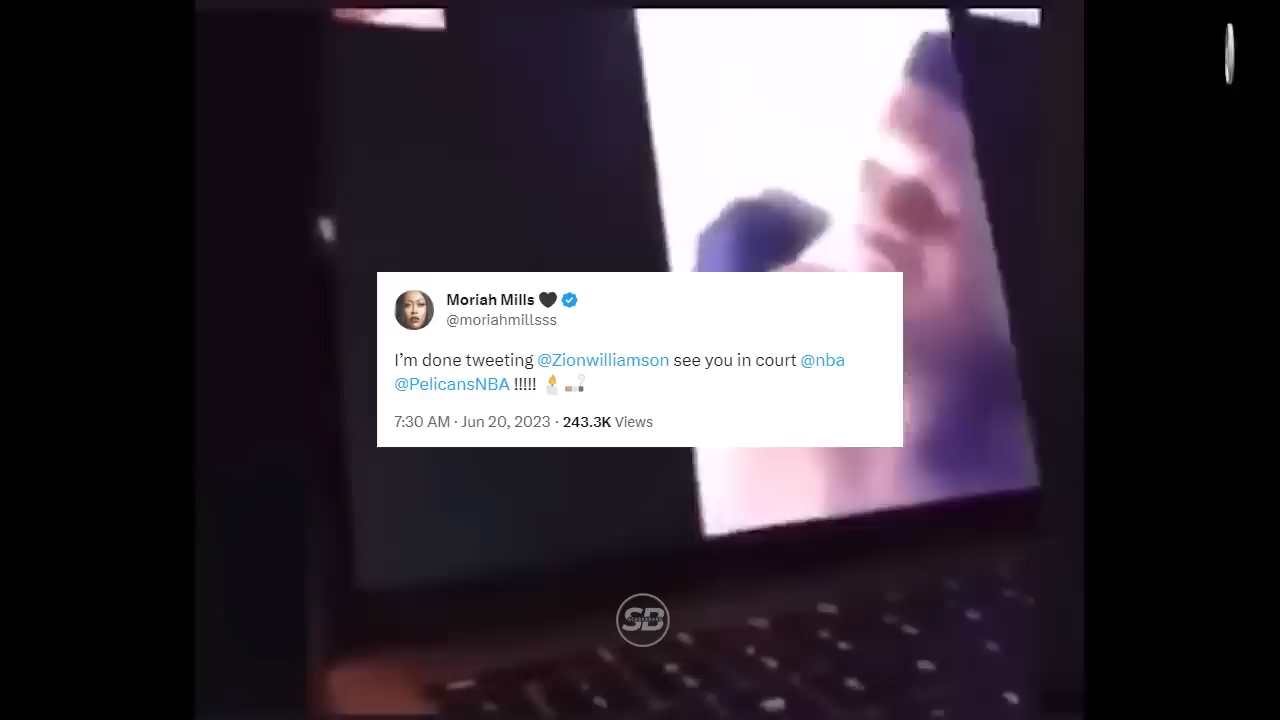 Moriah Mills 🖤
@moriahmillsss
I’m done tweeting @Zionwilliamson see you in court @nba
@PelicansNBA !!!!! 🕯️🚬
7:30 AM · Jun 20, 2023 · 243.3K Views
SB